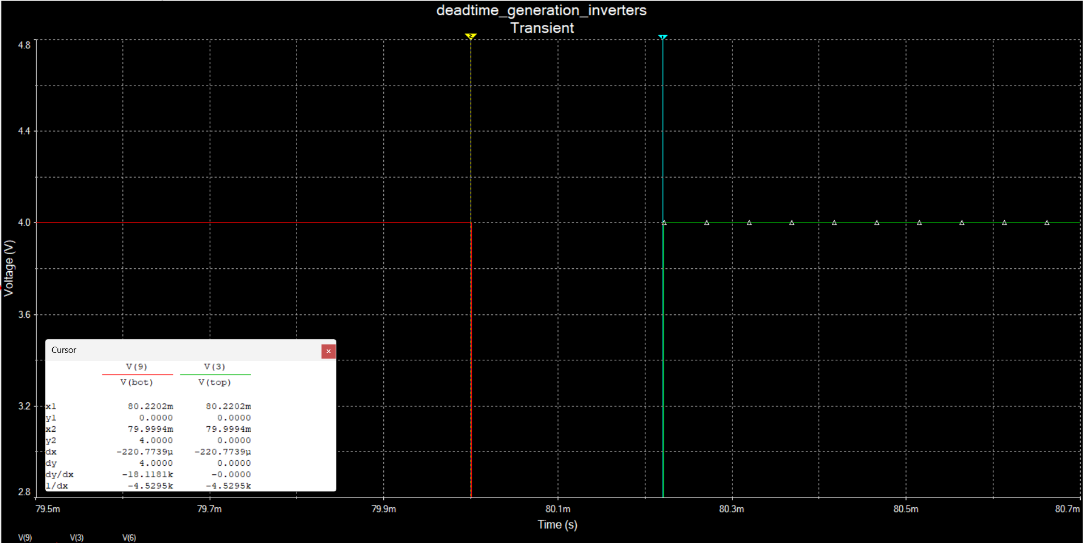 deadtime_generation_inverters
Transient
4.8
4.4
4.0
3.6
3.2
2.8
Voltage (V)
Cursor
V(9) V(3)
V(bot) V(top)
x1 80.2202m 80.2202m
y1 0.0000 0.0000
x2 79.9994m 79.9994m
y2 4.0000 0.0000
dx -220.7739µ -220.7739µ
dy 4.0000 0.0000
dy/dx -18.1181k -0.0000
1/dx -4.5295k -4.5295k
79.5m 79.7m 79.9m 80.1m 80.3m 80.5m 80.7m
Time (s)
V(9) V(3) V(6)